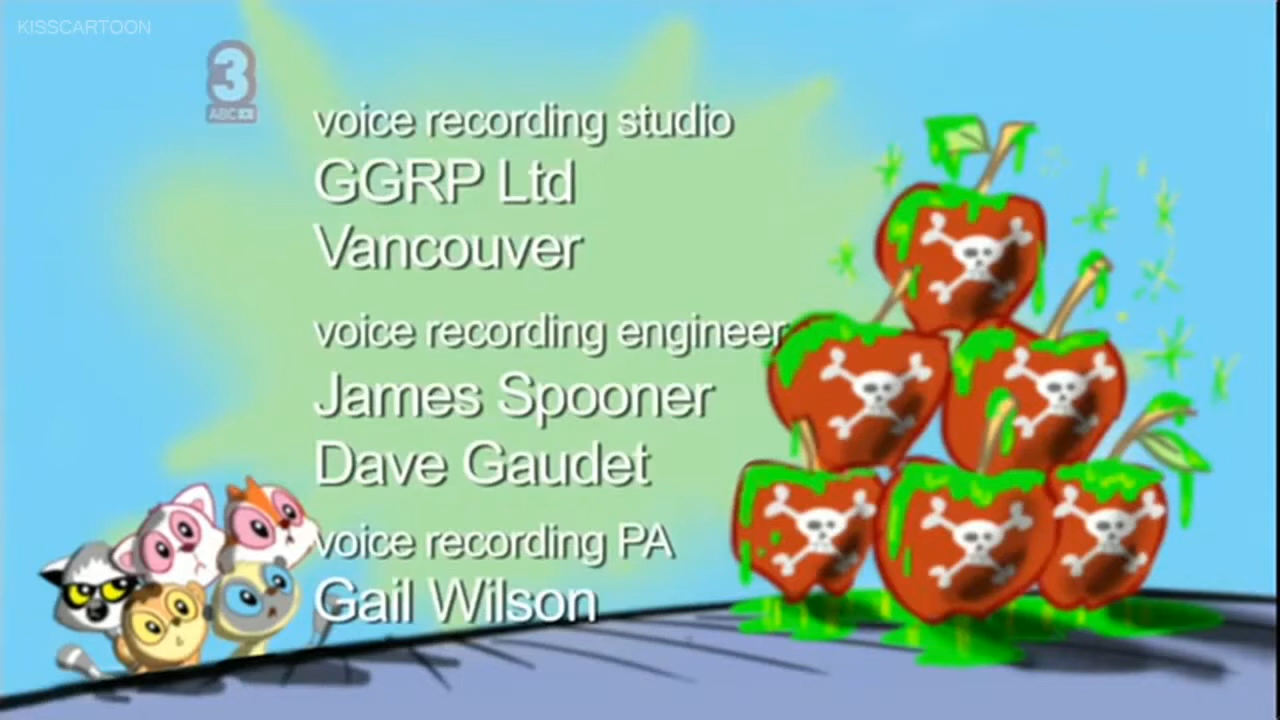 KISSCARTOON
3
ABC
voice recording studio
GGRP Ltd
Vancouver
voice recording engineer
James Spooner
Dave Gaudet
voice recording PA
Gail Wilson